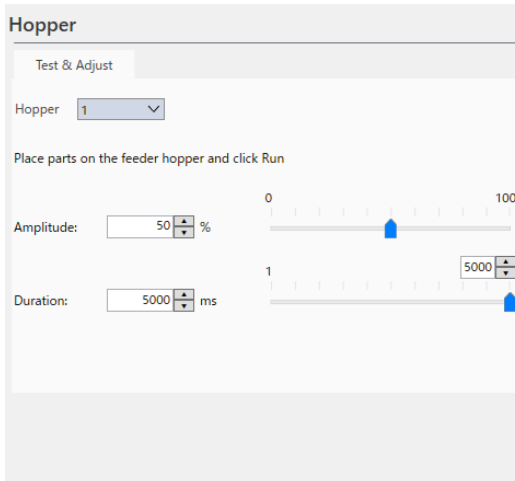 Hopper
Test & Adjust
Hopper 1
Place parts on the feeder hopper and click Run
0 100
Amplitude: 50 %
1 5000
Duration: 5000 ms